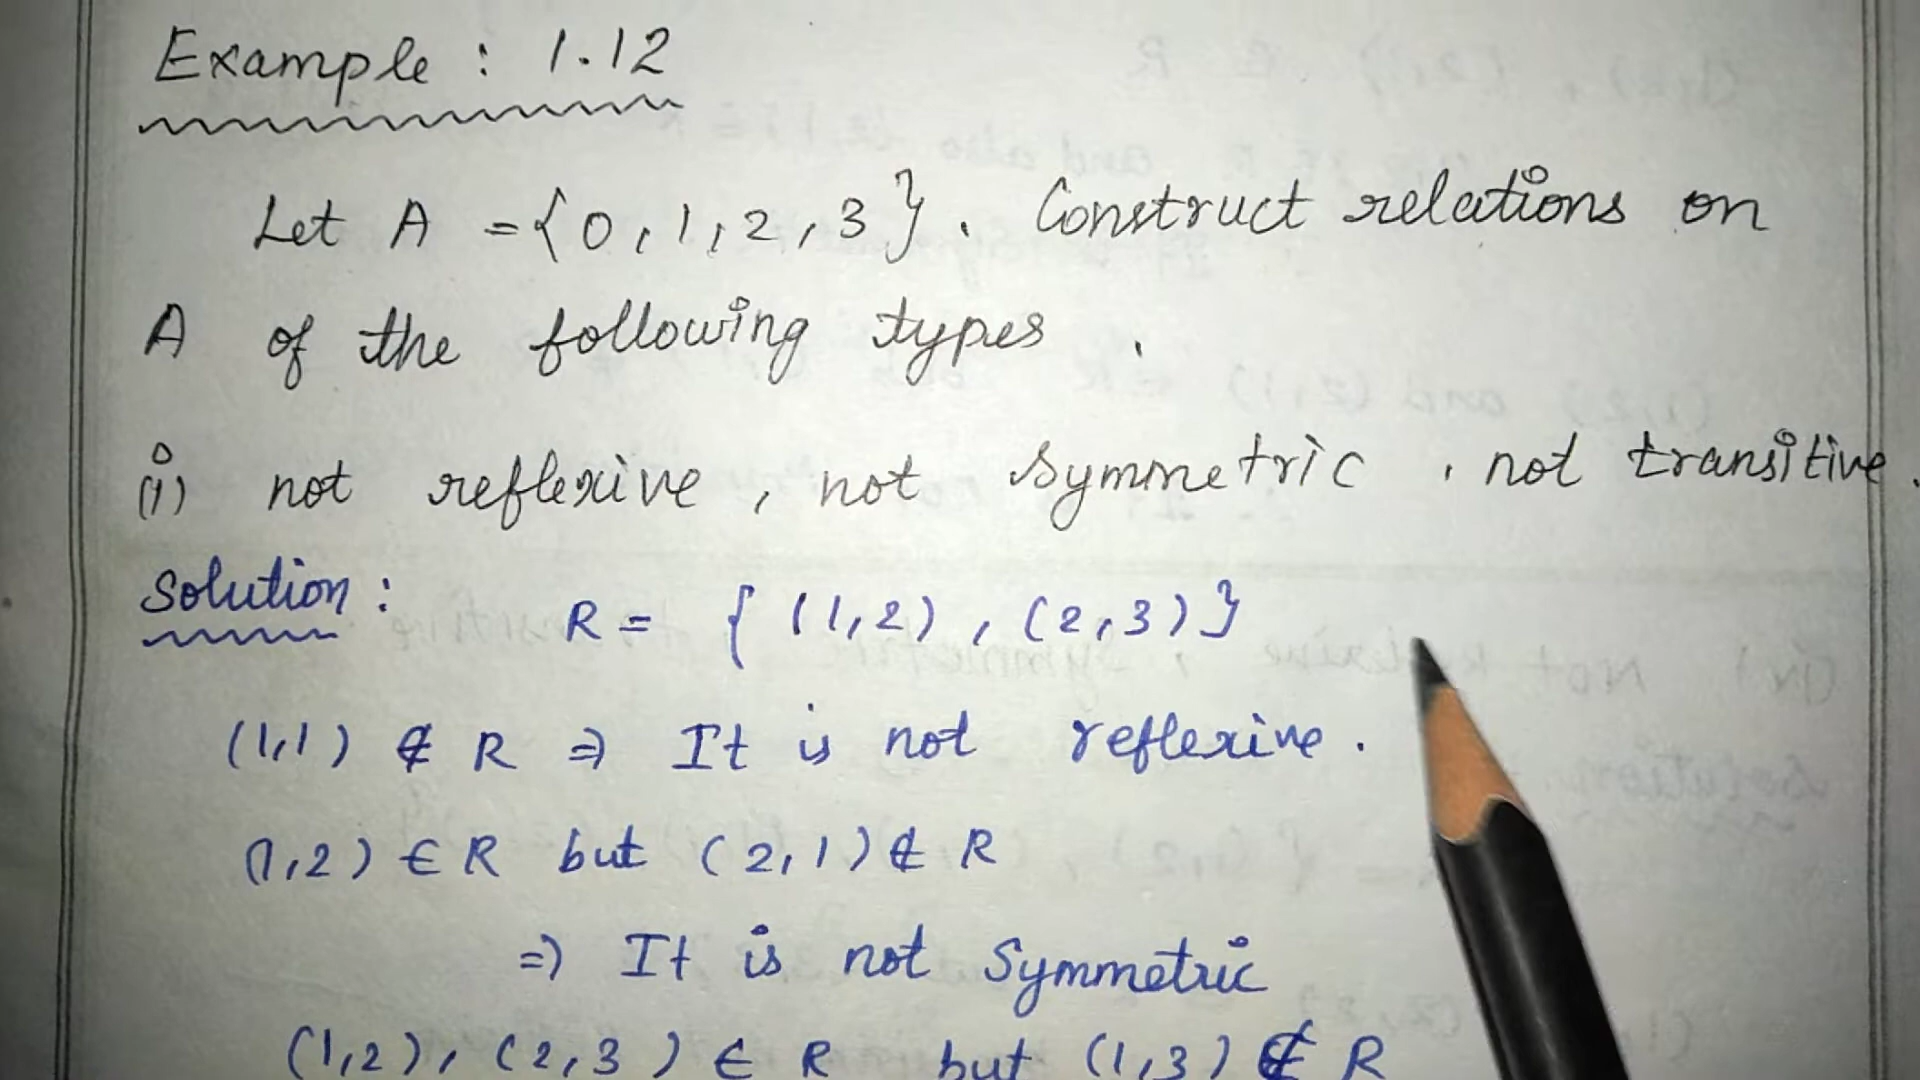 Example : 1.12
Let A = {0, 1, 2, 3}. Construct relations on
A of the following types.
(i) not reflexive, not symmetric, not transitive.
Solution : R = { (1,2), (2,3) }
(1,1) ∉ R ⇒ It is not reflexive.
(1,2) ∈ R but (2,1) ∉ R
⇒ It is not Symmetric
(1,2), (2,3) ∈ R but (1,3) ∉ R